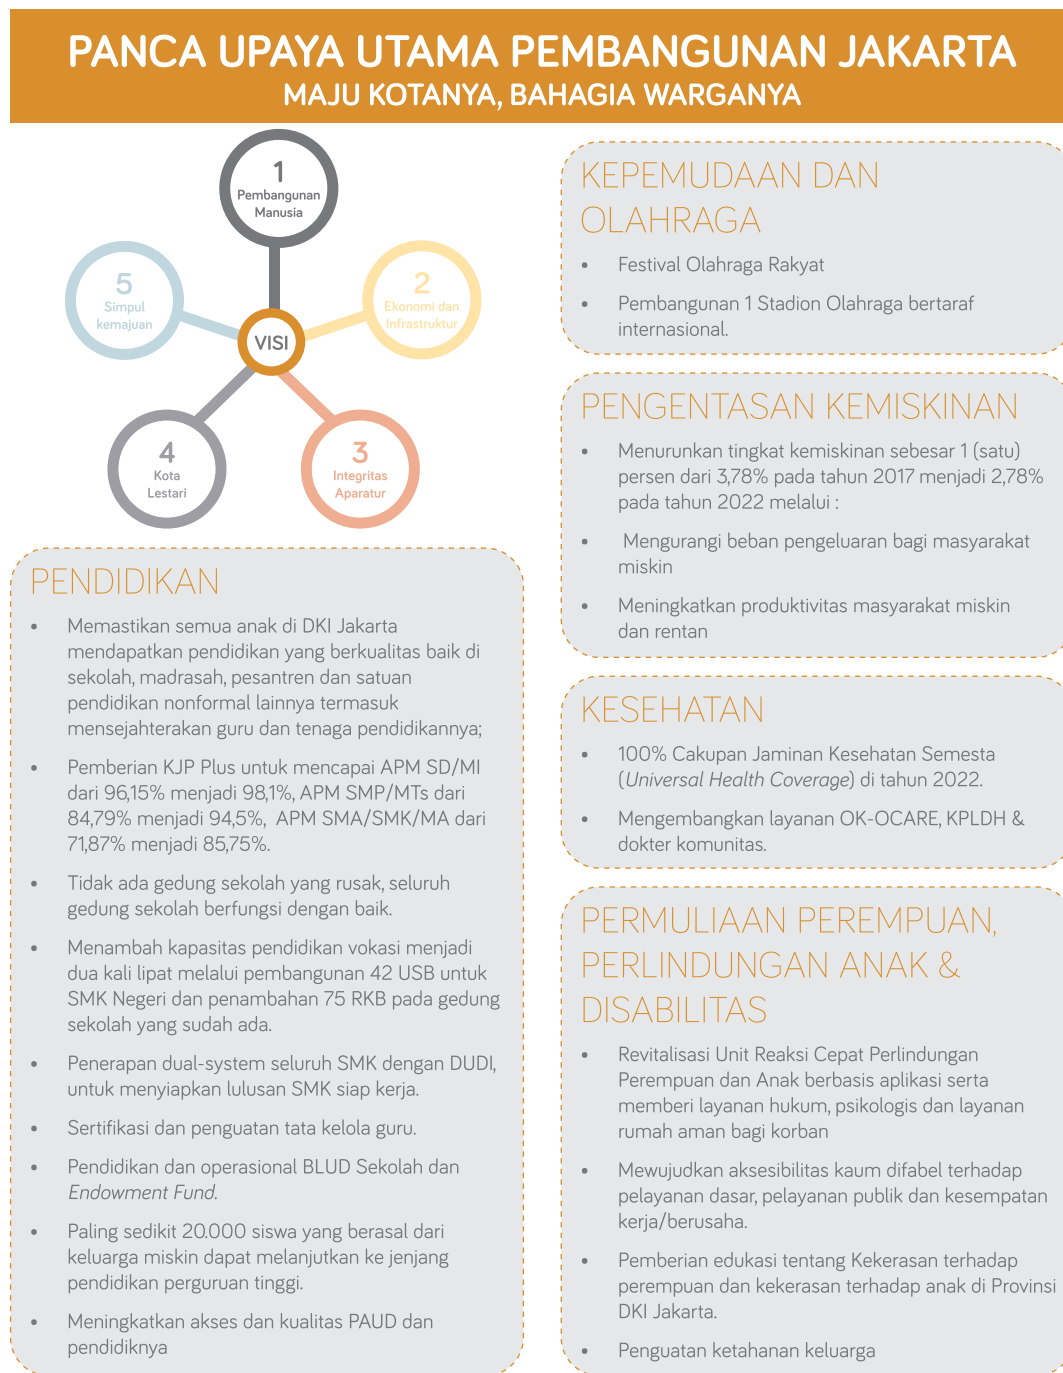 PANCA UPAYA UTAMA PEMBANGUNAN JAKARTA
MAJU KOTANYA, BAHAGIA WARGANYA
1
Pembangunan
Manusia
2
Ekonomi dan
Infrastruktur
3
Integritas
Aparatur
4
Kota
Lestari
5
Simpul
kemajuan
VISI
PENDIDIKAN
• Memastikan semua anak di DKI Jakarta
mendapatkan pendidikan yang berkualitas baik di
sekolah, madrasah, pesantren dan satuan
pendidikan nonformal lainnya termasuk
mensejahterakan guru dan tenaga pendidikannya;
• Pemberian KJP Plus untuk mencapai APM SD/MI
dari 96,15% menjadi 98,1%, APM SMP/MTs dari
84,79% menjadi 94,5%, APM SMA/SMK/MA dari
71,87% menjadi 85,75%.
• Tidak ada gedung sekolah yang rusak, seluruh
gedung sekolah berfungsi dengan baik.
• Menambah kapasitas pendidikan vokasi menjadi
dua kali lipat melalui pembangunan 42 USB untuk
SMK Negeri dan penambahan 75 RKB pada gedung
sekolah yang sudah ada.
• Penerapan dual-system seluruh SMK dengan DUDI,
untuk menyiapkan lulusan SMK siap kerja.
• Sertifikasi dan penguatan tata kelola guru.
• Pendidikan dan operasional BLUD Sekolah dan
Endowment Fund.
• Paling sedikit 20.000 siswa yang berasal dari
keluarga miskin dapat melanjutkan ke jenjang
pendidikan perguruan tinggi.
• Meningkatkan akses dan kualitas PAUD dan
pendidiknya
KEPEMUDAAN DAN
OLAHRAGA
• Festival Olahraga Rakyat
• Pembangunan 1 Stadion Olahraga bertaraf
internasional.
PENGENTASAN KEMISKINAN
• Menurunkan tingkat kemiskinan sebesar 1 (satu)
persen dari 3,78% pada tahun 2017 menjadi 2,78%
pada tahun 2022 melalui :
• Mengurangi beban pengeluaran bagi masyarakat
miskin
• Meningkatkan produktivitas masyarakat miskin
dan rentan
KESEHATAN
• 100% Cakupan Jaminan Kesehatan Semesta
(Universal Health Coverage) di tahun 2022.
• Mengembangkan layanan OK-OCARE, KPLDH &
dokter komunitas.
PERMULIAAN PEREMPUAN,
PERLINDUNGAN ANAK &
DISABILITAS
• Revitalisasi Unit Reaksi Cepat Perlindungan
Perempuan dan Anak berbasis aplikasi serta
memberi layanan hukum, psikologis dan layanan
rumah aman bagi korban
• Mewujudkan aksesibilitas kaum difabel terhadap
pelayanan dasar, pelayanan publik dan kesempatan
kerja/berusaha.
• Pemberian edukasi tentang Kekerasan terhadap
perempuan dan kekerasan terhadap anak di Provinsi
DKI Jakarta.
• Penguatan ketahanan keluarga